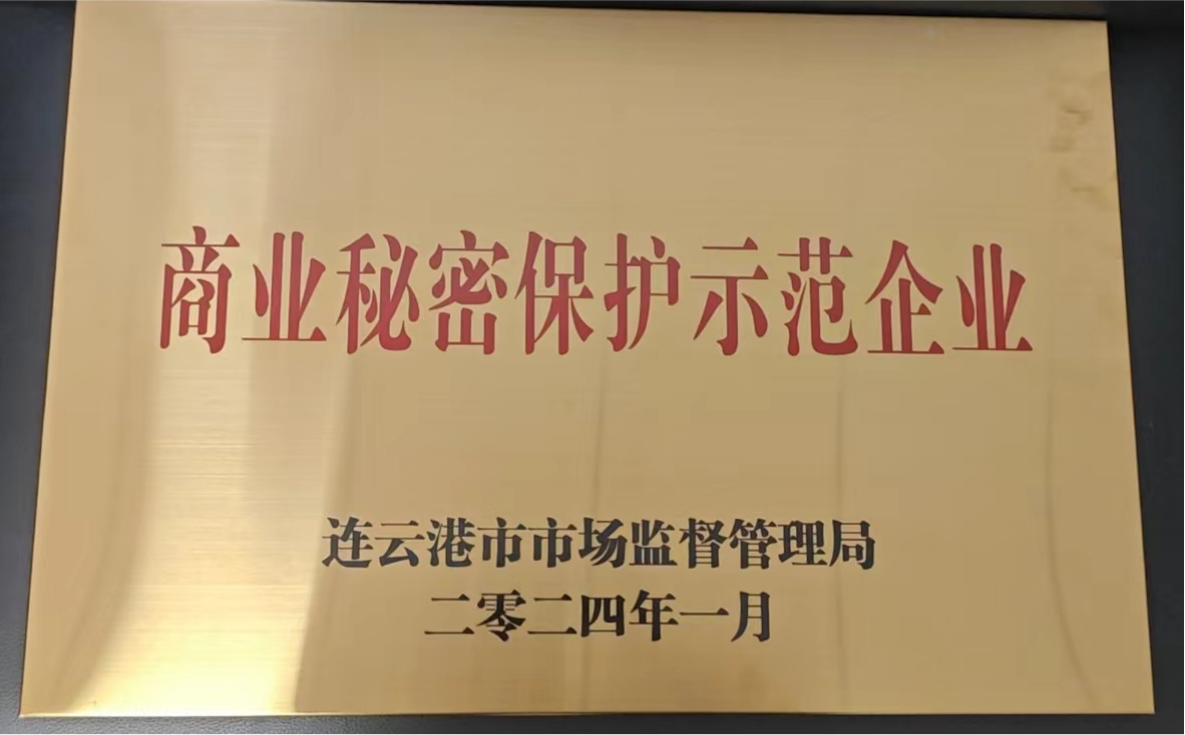 商业秘密保护示范企业
连云港市市场监督管理局
二零二四年一月